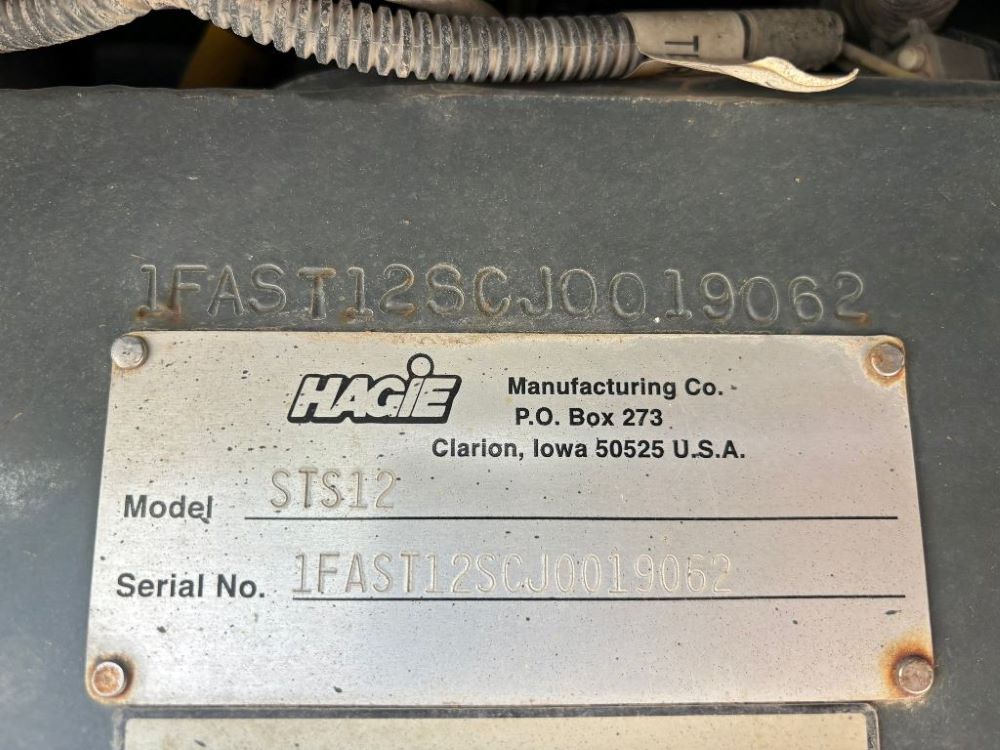 1FAST12SCJ0019062
HAGIE
Manufacturing Co.
P.O. Box 273
Clarion, Iowa 50525 U.S.A.
Model STS12
Serial No. 1FAST12SCJ0019062